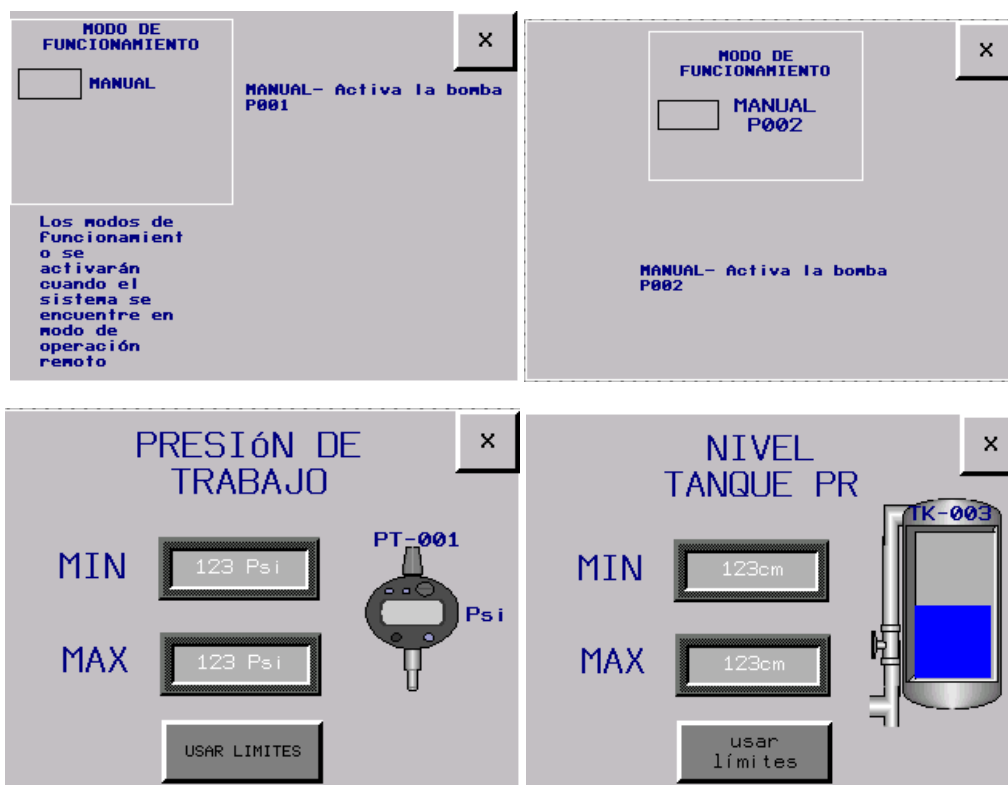 MODO DE
FUNCIONAMIENTO
MANUAL
X
MANUAL- Activa la bomba
P001
Los modos de
funcionamient
o se
activarán
cuando el
sistema se
encuentre en
modo de
operación
remoto
X
MODO DE
FUNCIONAMIENTO
MANUAL
P002
MANUAL- Activa la bomba
P002
PRESIóN DE
TRABAJO
X
MIN
123 Psi
PT-001
Psi
MAX
123 Psi
USAR LIMITES
NIVEL
TANQUE PR
X
TK-003
MIN
123cm
MAX
123cm
usar
límites